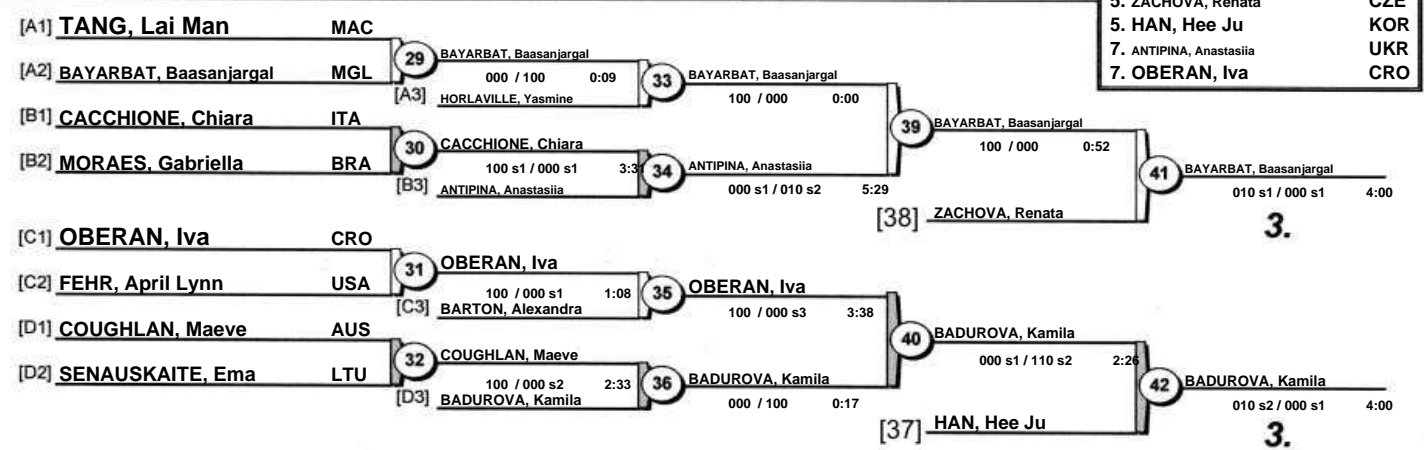 5. ZACHOVA, Renata CZE
5. HAN, Hee Ju KOR
7. ANTIPINA, Anastasiia UKR
7. OBERAN, Iva CRO
[A1] TANG, Lai Man MAC
29
BAYARBAT, Baasanjargal
[A2] BAYARBAT, Baasanjargal MGL
000 / 100 0:09
[A3] HORLAVILLE, Yasmine
33
BAYARBAT, Baasanjargal
100 / 000 0:00
[B1] CACCHIONE, Chiara ITA
30
CACCHIONE, Chiara
[B2] MORAES, Gabriella BRA
100 s1 / 000 s1 3:31
[B3] ANTIPINA, Anastasiia
34
ANTIPINA, Anastasiia
000 s1 / 010 s2 5:29
39
BAYARBAT, Baasanjargal
100 / 000 0:52
[38] ZACHOVA, Renata
41
BAYARBAT, Baasanjargal
010 s1 / 000 s1 4:00
3.
[C1] OBERAN, Iva CRO
31
OBERAN, Iva
[C2] FEHR, April Lynn USA
100 / 000 s1 1:08
[C3] BARTON, Alexandra
35
OBERAN, Iva
100 / 000 s3 3:38
[D1] COUGHLAN, Maeve AUS
32
COUGHLAN, Maeve
[D2] SENAUSKAITE, Ema LTU
100 / 000 s2 2:33
[D3] BADUROVA, Kamila
36
BADUROVA, Kamila
000 / 100 0:17
40
BADUROVA, Kamila
000 s1 / 110 s2 2:26
[37] HAN, Hee Ju
42
BADUROVA, Kamila
010 s2 / 000 s1 4:00
3.